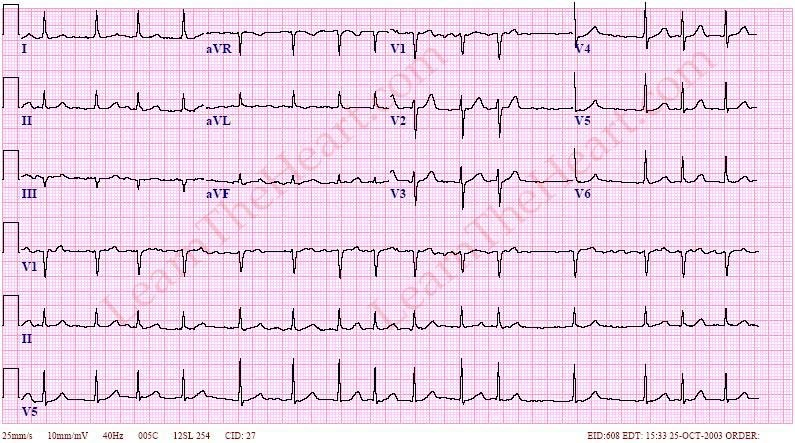 I aVR V1 V4
II aVL V2 V5
III aVF V3 V6
V1
II
V5
25mm/s 10mm/mV 40Hz 005C 12SL 254 CID: 27 EID:608 EDT: 15:33 25-OCT-2003 ORDER:
LearnTheHeart.com
LearnTheHeart.com